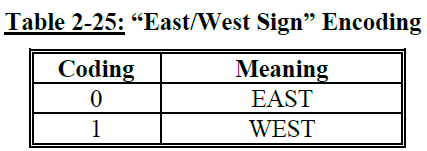 Table 2-25: “East/West Sign” Encoding
Coding Meaning
0 EAST
1 WEST